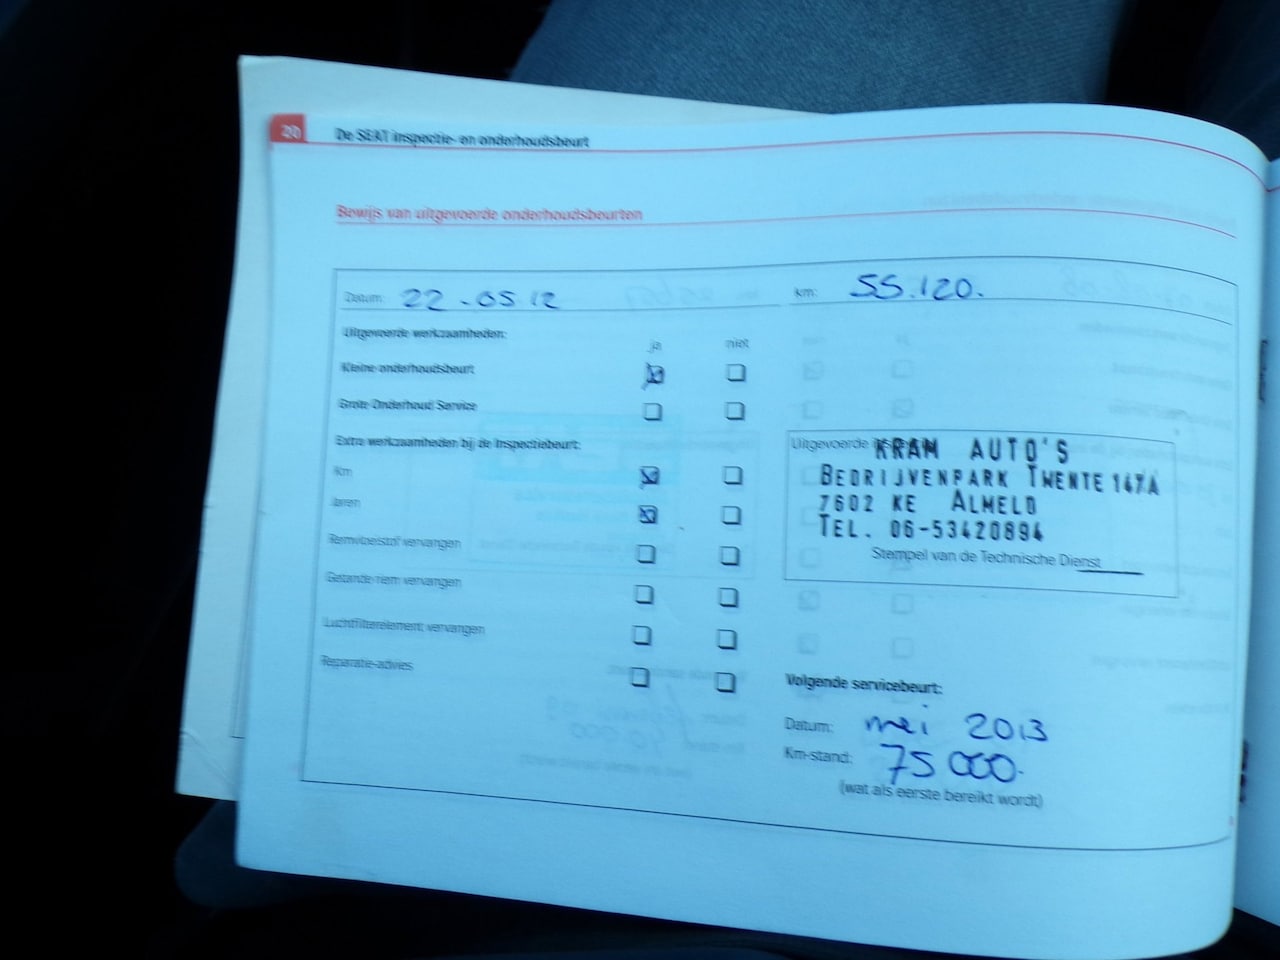 20 De SEAT inspectie- en onderhoudsbeurt
Bewijs van uitgevoerde onderhoudsbeurten
Datum: 22-05.12 km: 55.120.
Uitgevoerde werkzaamheden:
ja niet
Kleine onderhoudsbeurt
Grote Onderhoud Service
Extra werkzaamheden bij de Inspectiebeurt:
Km
Jaren
Remvloeistof vervangen
Getande riem vervangen
Luchtfilterelement vervangen
Reparatie-advies
Uitgevoerde
KRAM AUTO'S
BEDRIJVENPARK TWENTE 147A
7602 KE ALMELO
TEL. 06-53420894
Stempel van de Technische Dienst
Volgende servicebeurt:
Datum: mei 2013
Km-stand: 75 000.
(wat als eerste bereikt wordt)